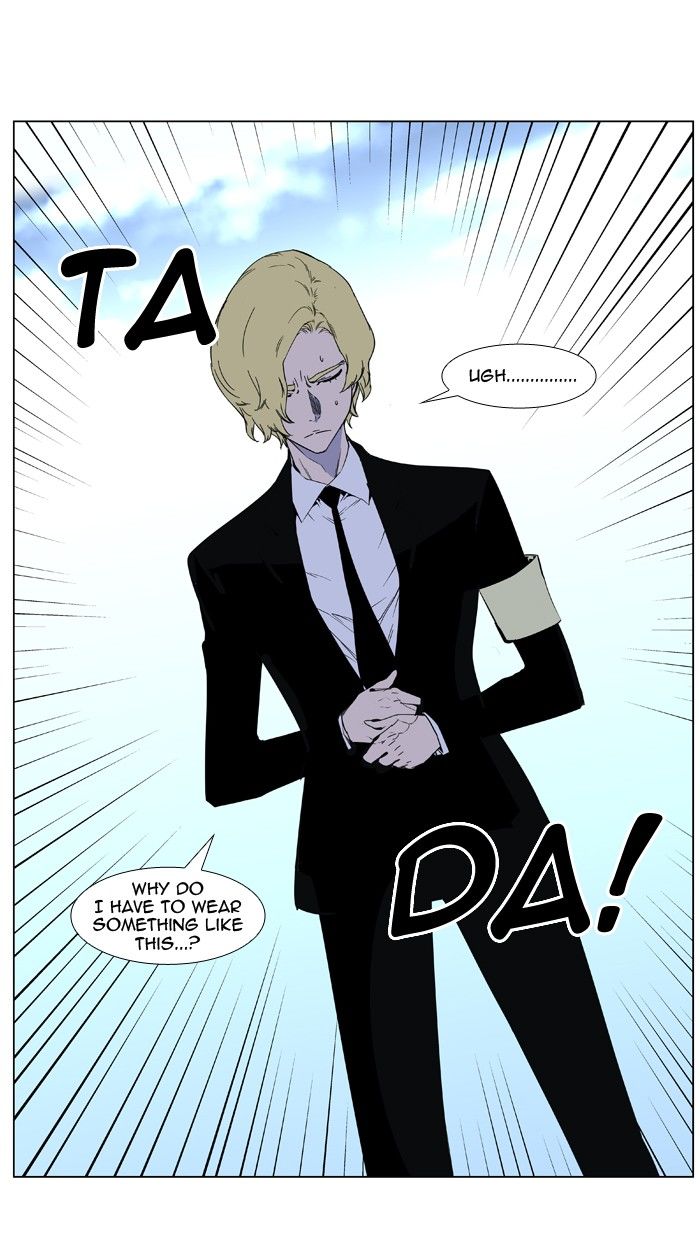 TA
UGH...............
DA!
WHY DO
I HAVE TO WEAR
SOMETHING LIKE
THIS...?